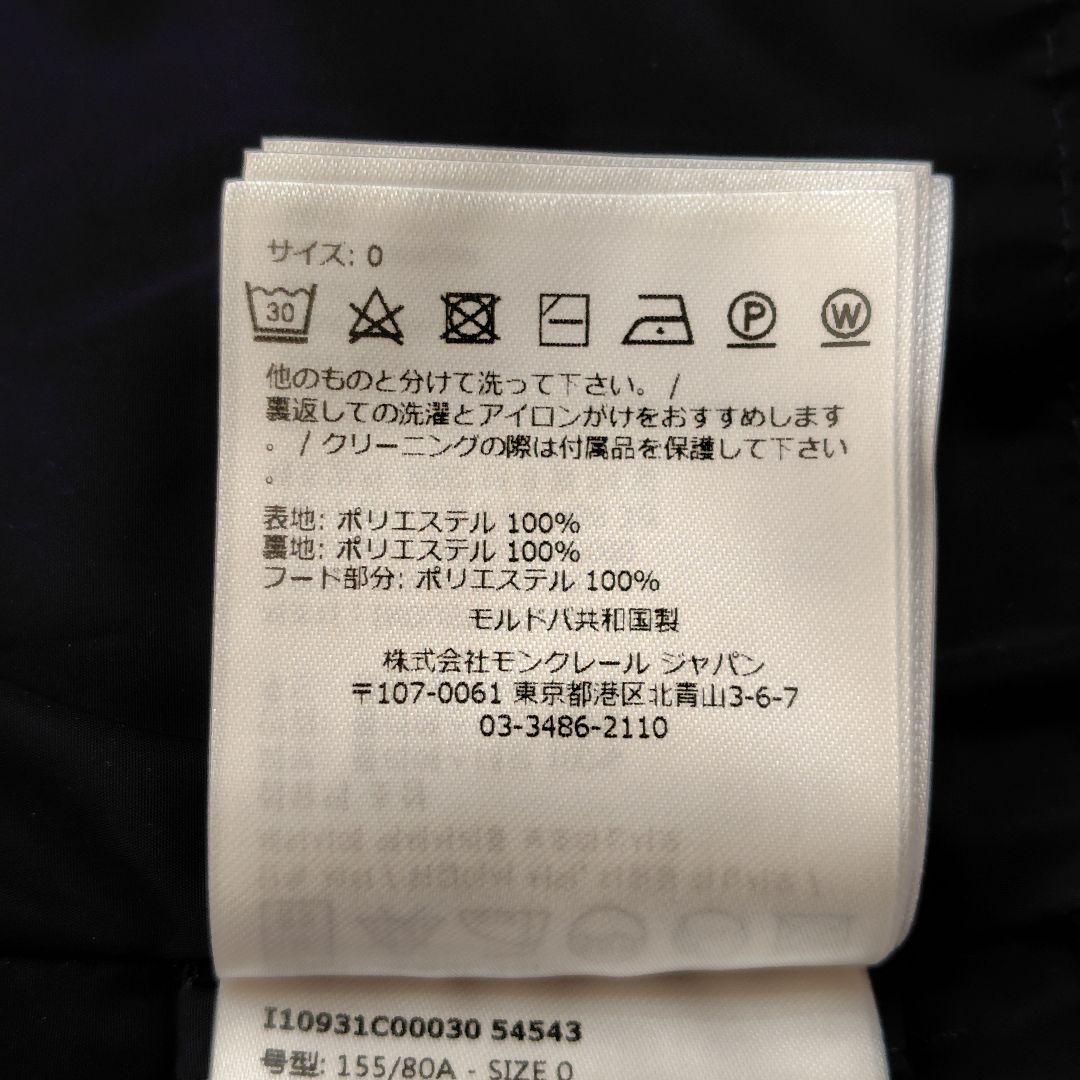 サイズ: 0
30 P W
他のものと分けて洗って下さい。 /
裏返しての洗濯とアイロンがけをおすすめします
。 / クリーニングの際は付属品を保護して下さい
。
表地: ポリエステル 100%
裏地: ポリエステル 100%
フード部分: ポリエステル 100%
モルドバ共和国製
株式会社モンクレール ジャパン
〒107-0061 東京都港区北青山3-6-7
03-3486-2110
I10931C00030 54543
号型: 155/80A - SIZE 0